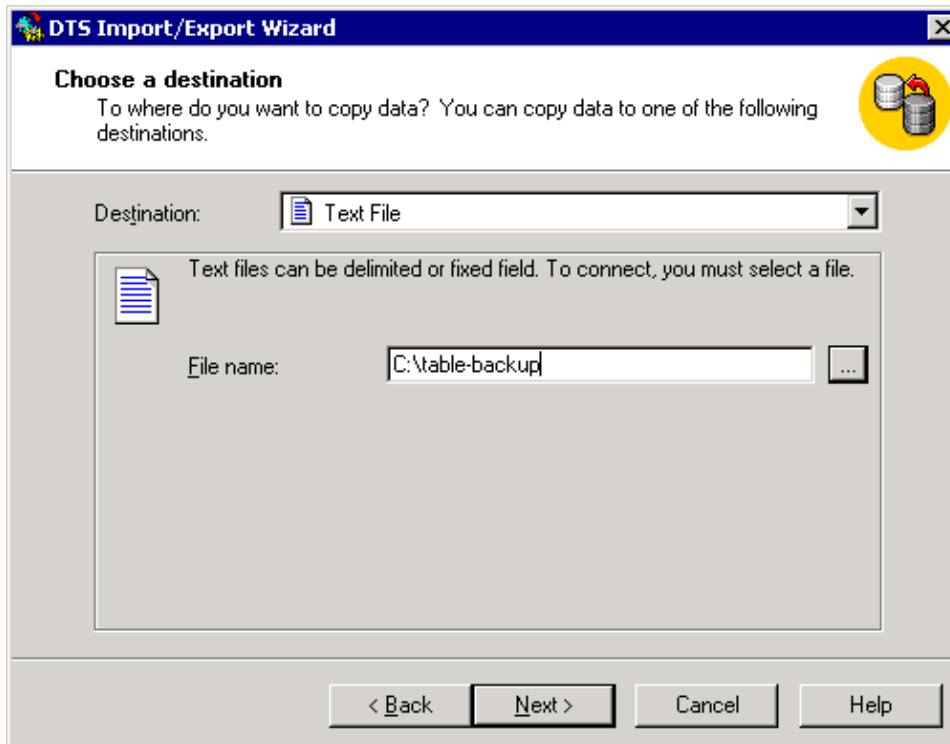 DTS Import/Export Wizard
Choose a destination
To where do you want to copy data? You can copy data to one of the following
destinations.
Destination: Text File
Text files can be delimited or fixed field. To connect, you must select a file.
File name: C:\table-backup ...
< Back Next > Cancel Help